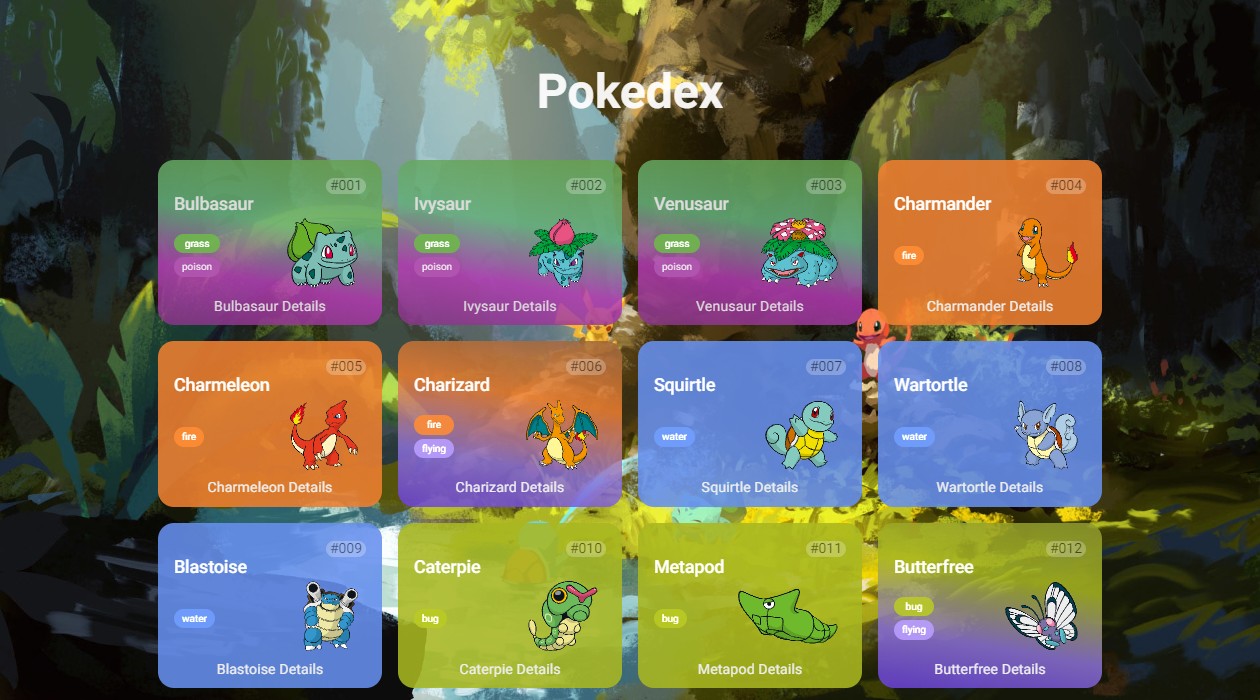 Pokedex
#001
Bulbasaur
grass
poison
Bulbasaur Details
#002
Ivysaur
grass
poison
Ivysaur Details
#003
Venusaur
grass
poison
Venusaur Details
#004
Charmander
fire
Charmander Details
#005
Charmeleon
fire
Charmeleon Details
#006
Charizard
fire
flying
Charizard Details
#007
Squirtle
water
Squirtle Details
#008
Wartortle
water
Wartortle Details
#009
Blastoise
water
Blastoise Details
#010
Caterpie
bug
Caterpie Details
#011
Metapod
bug
Metapod Details
#012
Butterfree
bug
flying
Butterfree Details